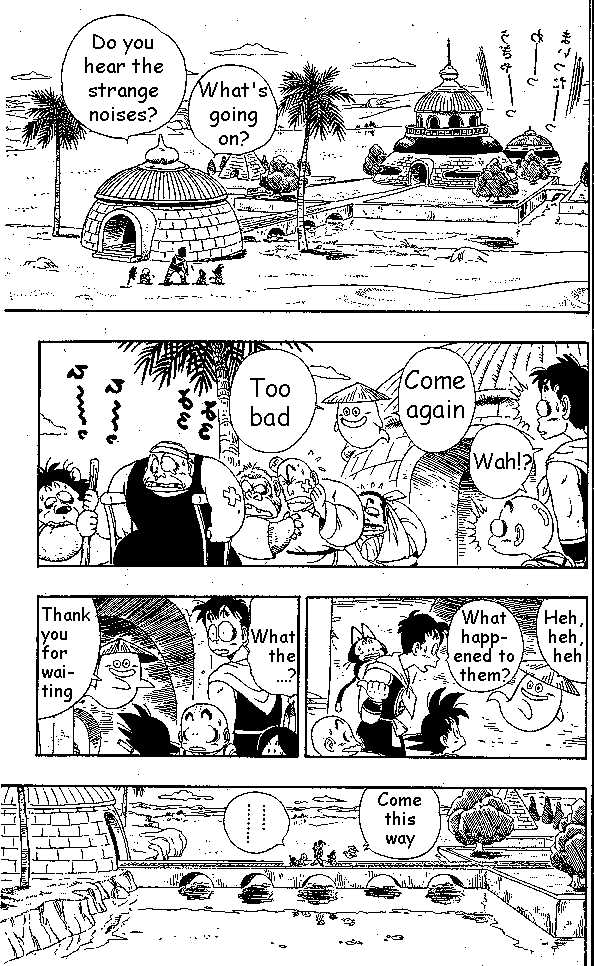 What's
going
on?
Do you
hear the
strange
noises?
Come
again
Wah!?
Too
bad
Heh,
heh,
heh
What
happ-
ened to
them?
What
the
...?
Thank
you
for
wai-
ting
Come
this
way